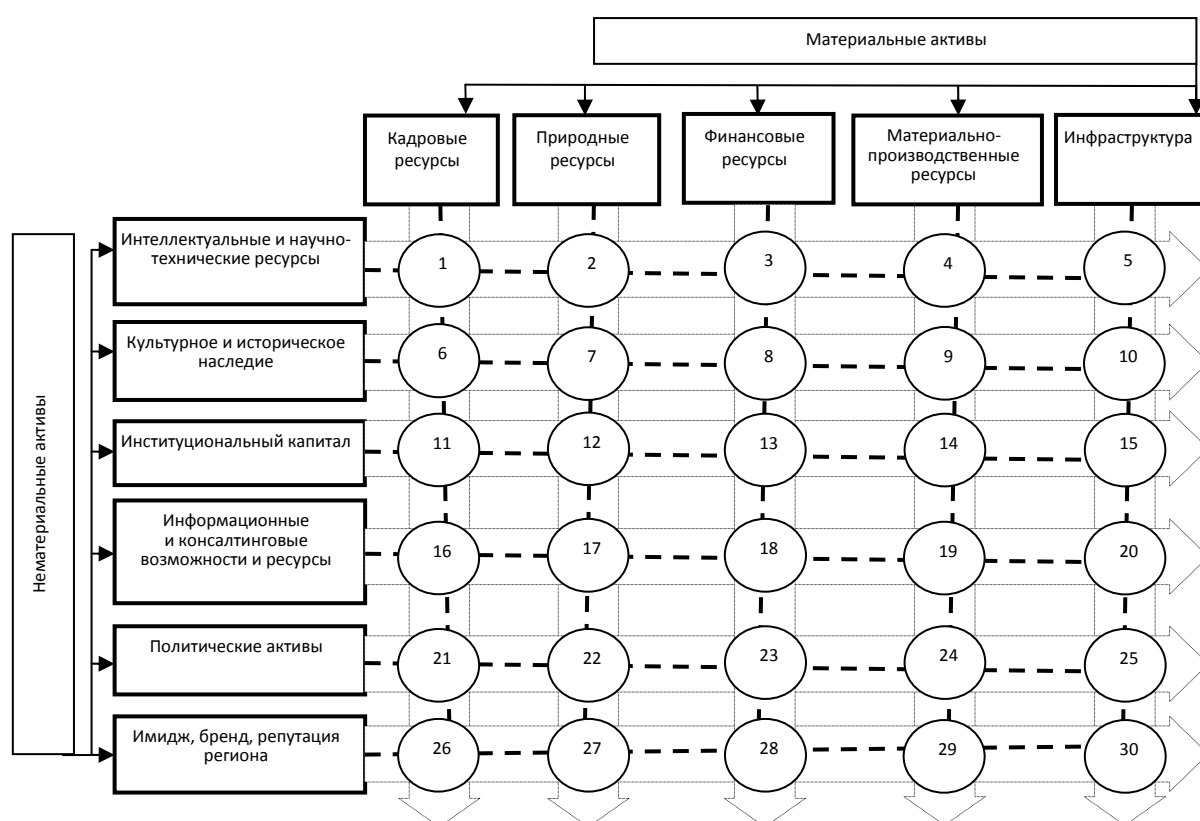 Материальные активы
Кадровые
ресурсы
Природные
ресурсы
Финансовые
ресурсы
Материально-
производственные
ресурсы
Инфраструктура
Нематериальные активы
Интеллектуальные и научно-
технические ресурсы
1
2
3
4
5
Культурное и историческое
наследие
6
7
8
9
10
Институциональный капитал
11
12
13
14
15
Информационные
и консалтинговые
возможности и ресурсы
16
17
18
19
20
Политические активы
21
22
23
24
25
Имидж, бренд, репутация
региона
26
27
28
29
30